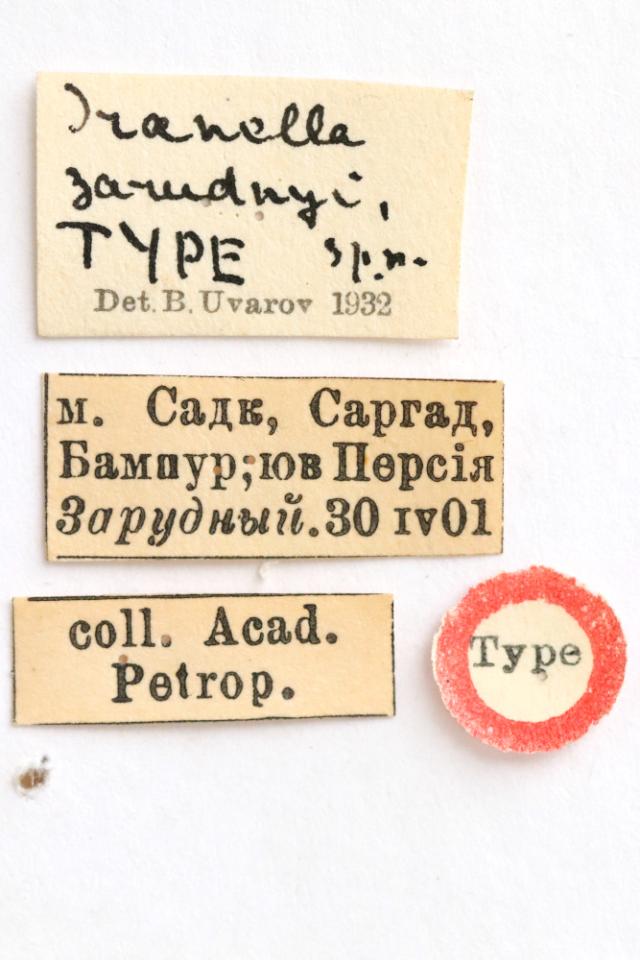 Iranella
zarudnyi,
TYPE sp.n.
Det. B. Uvarov 1932
м. Садк, Саргад,
Бампур; юв Персія
Зарудный. 30 IV 01
coll. Acad.
Petrop.
Type